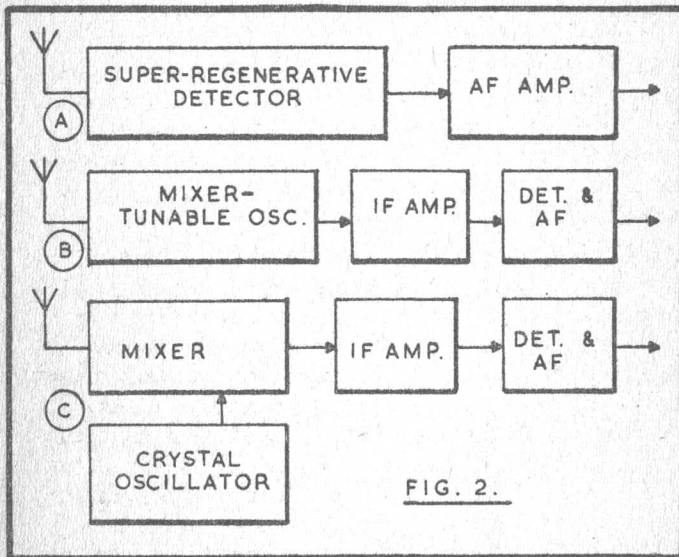 SUPER-REGENERATIVE
DETECTOR
AF AMP.
A
MIXER-
TUNABLE OSC.
IF AMP.
DET. &
AF
B
MIXER
IF AMP.
DET. &
AF
C
CRYSTAL
OSCILLATOR
FIG. 2.